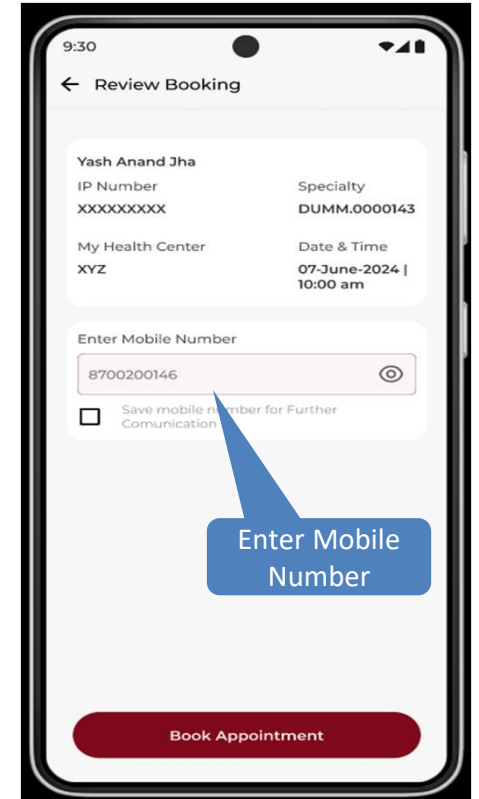 9:30
Review Booking
Yash Anand Jha
IP Number Specialty
XXXXXXXXX DUMM.0000143
My Health Center Date & Time
XYZ 07-June-2024 |
10:00 am
Enter Mobile Number
8700200146
Save mobile number for Further
Comunication
Enter Mobile
Number
Book Appointment